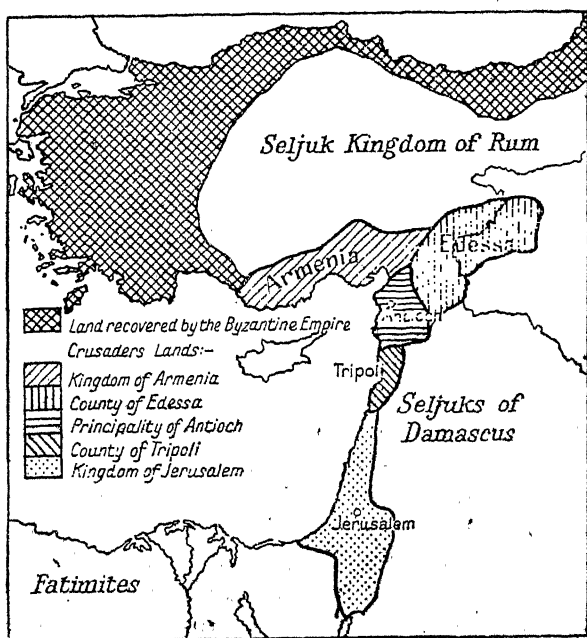 Seljuk Kingdom of Rum
Edessa
Armenia
Land recovered by the Byzantine Empire
Crusaders Lands:-
Antioch
Kingdom of Armenia
Tripoli
County of Edessa
Seljuks of
Damascus
Principality of Antioch
County of Tripoli
Kingdom of Jerusalem
Jerusalem
Fatimites